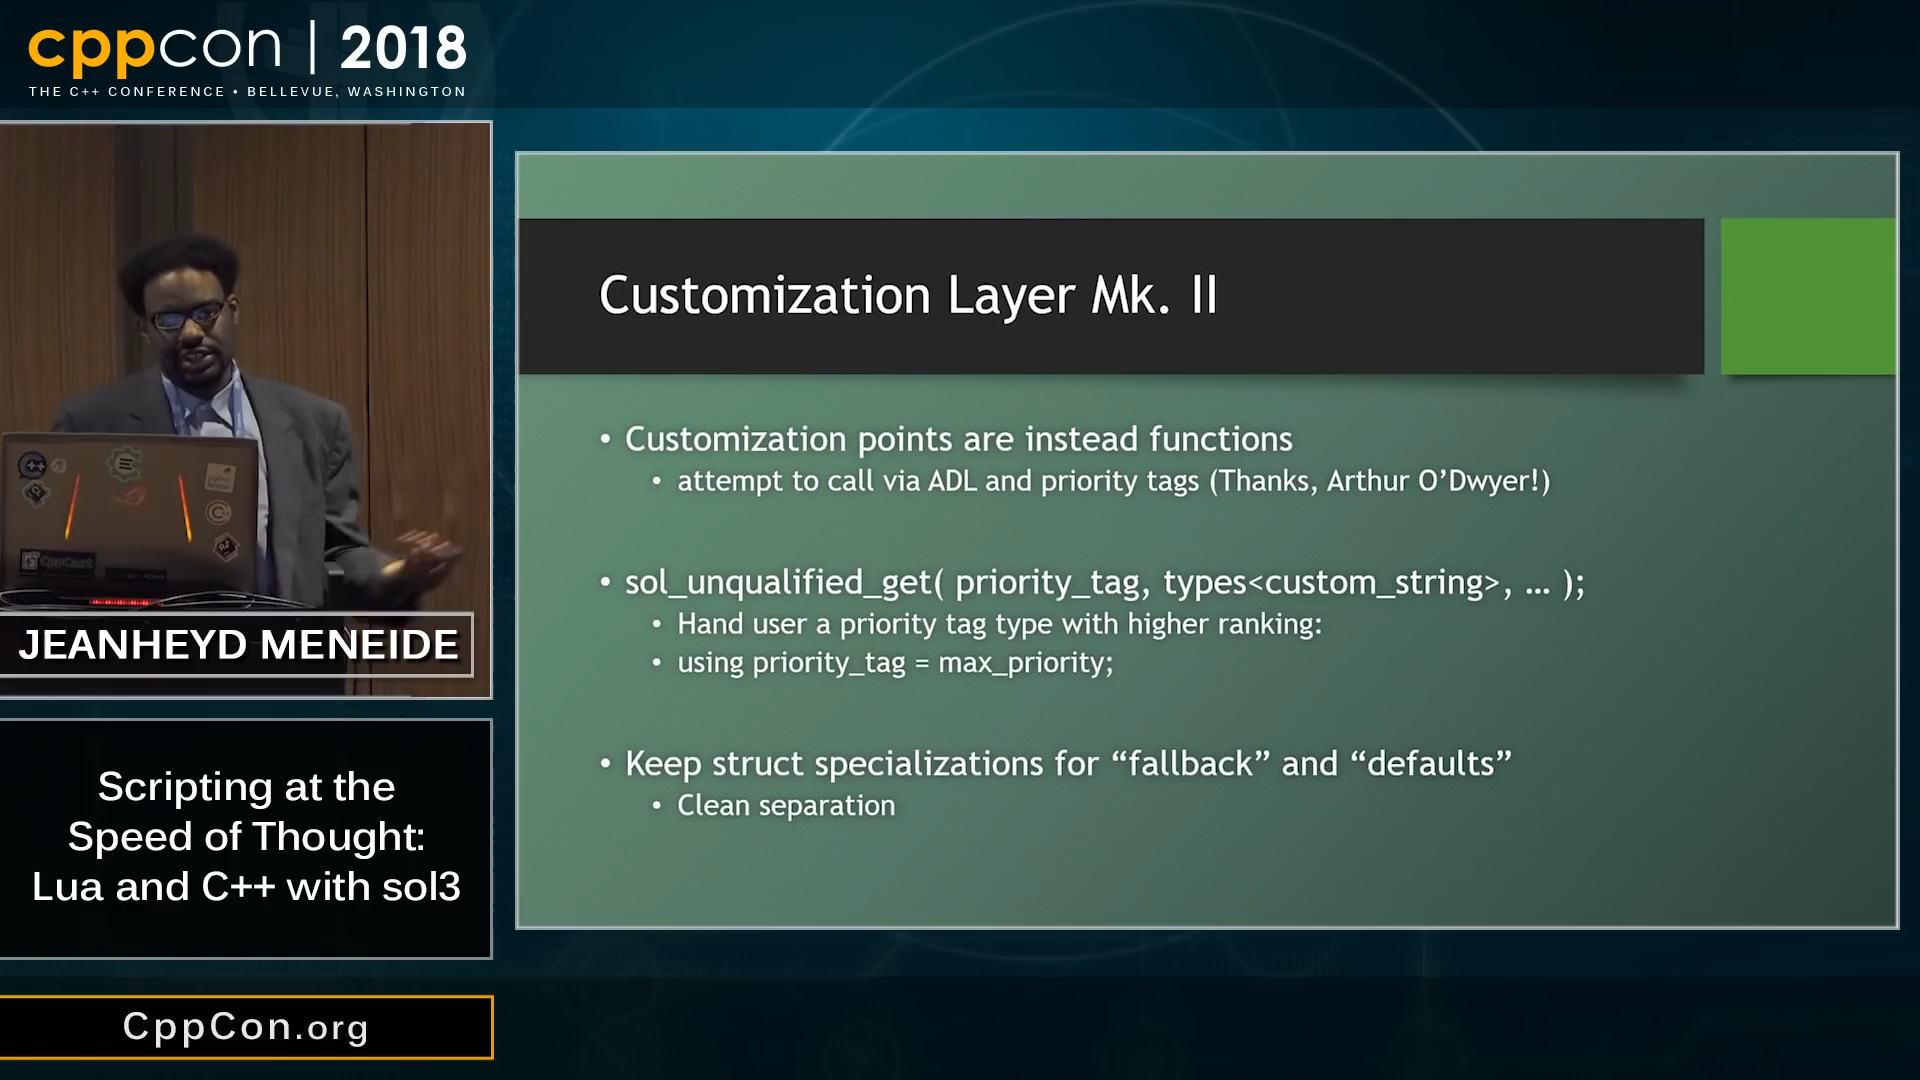 cppcon | 2018
THE C++ CONFERENCE • BELLEVUE, WASHINGTON
JEANHEYD MENEIDE
Scripting at the
Speed of Thought:
Lua and C++ with sol3
CppCon.org
Customization Layer Mk. II
• Customization points are instead functions
• attempt to call via ADL and priority tags (Thanks, Arthur O’Dwyer!)
• sol_unqualified_get( priority_tag, types<custom_string>, … );
• Hand user a priority tag type with higher ranking:
• using priority_tag = max_priority;
• Keep struct specializations for “fallback” and “defaults”
• Clean separation
C++
CppCast